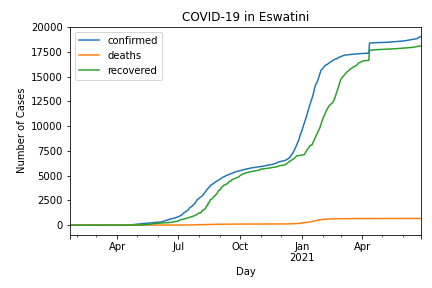 COVID-19 in Eswatini
20000
17500
15000
12500
10000
7500
5000
2500
0
Number of Cases
confirmed
deaths
recovered
Apr
Jul
Oct
Jan
2021
Apr
Day